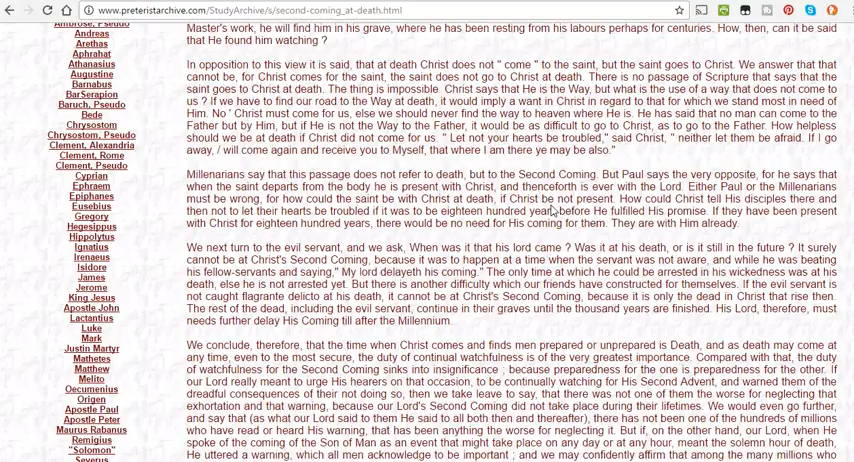 www.preteristarchive.com/StudyArchive/s/second-coming_at-death.html
Ambrose, Pseudo
Andreas
Arethas
Aphrahat
Athanasius
Augustine
Barnabus
BarSerapion
Baruch, Pseudo
Bede
Chrysostom
Chrysostom, Pseudo
Clement, Alexandria
Clement, Rome
Clement, Pseudo
Cyprian
Ephraem
Epiphanes
Eusebius
Gregory
Hegesippus
Hippolytus
Ignatius
Irenaeus
Isidore
James
Jerome
King Jesus
Apostle John
Lactantius
Luke
Mark
Justin Martyr
Mathetes
Matthew
Melito
Oecumenius
Origen
Apostle Paul
Apostle Peter
Maurus Rabanus
Remigius
"Solomon"
Severus
Master's work, he will find him in his grave, where he has been resting from his labours perhaps for centuries. How, then, can it be said
that He found him watching ?
In opposition to this view it is said, that at death Christ does not " come " to the saint, but the saint goes to Christ. We answer that that
cannot be, for Christ comes for the saint, the saint does not go to Christ at death. There is no passage of Scripture that says that the
saint goes to Christ at death. The thing is impossible. Christ says that He is the Way, but what is the use of a way that does not come to
us ? If we have to find our road to the Way at death, it would imply a want in Christ in regard to that for which we stand most in need of
Him. No ' Christ must come for us, else we should never find the way to heaven where He is. He has said that no man can come to the
Father but by Him, but if He is not the Way to the Father, it would be as difficult to go to Christ, as to go to the Father. How helpless
should we be at death if Christ did not come for us. " Let not your hearts be troubled," said Christ, " neither let them be afraid. If I go
away, / will come again and receive you to Myself, that where I am there ye may be also."
Millenarians say that this passage does not refer to death, but to the Second Coming. But Paul says the very opposite, for he says that
when the saint departs from the body he is present with Christ, and thenceforth is ever with the Lord. Either Paul or the Millenarians
must be wrong, for how could the saint be with Christ at death, if Christ be not present. How could Christ tell His disciples there and
then not to let their hearts be troubled if it was to be eighteen hundred years before He fulfilled His promise. If they have been present
with Christ for eighteen hundred years, there would be no need for His coming for them. They are with Him already.
We next turn to the evil servant, and we ask, When was it that his lord came ? Was it at his death, or is it still in the future ? It surely
cannot be at Christ's Second Coming, because it was to happen at a time when the servant was not aware, and while he was beating
his fellow-servants and saying," My lord delayeth his coming." The only time at which he could be arrested in his wickedness was at his
death, else he is not arrested yet. But there is another difficulty which our friends have constructed for themselves. If the evil servant is
not caught flagrante delicto at his death, it cannot be at Christ's Second Coming, because it is only the dead in Christ that rise then.
The rest of the dead, including the evil servant, continue in their graves until the thousand years are finished. His Lord, therefore, must
needs further delay His Coming till after the Millennium.
We conclude, therefore, that the time when Christ comes and finds men prepared or unprepared is Death, and as death may come at
any time, even to the most secure, the duty of continual watchfulness is of the very greatest importance. Compared with that, the duty
of watchfulness for the Second Coming sinks into insignificance ; because preparedness for the one is preparedness for the other. If
our Lord really meant to urge His hearers on that occasion, to be continually watching for His Second Advent, and warned them of the
dreadful consequences of their not doing so, then we take leave to say, that there was not one of them the worse for neglecting that
exhortation and that warning, because our Lord's Second Coming did not take place during their lifetimes. We would even go further,
and say that (as what our Lord said to them He said to all both then and thereafter), there has not been one of the hundreds of millions
who have read or heard His warning, that has been anything the worse for neglecting it. But if, on the other hand, our Lord, when He
spoke of the coming of the Son of Man as an event that might take place on any day or at any hour, meant the solemn hour of death,
He uttered a warning, which all men acknowledge to be important ; and we may confidently affirm that among the many millions who